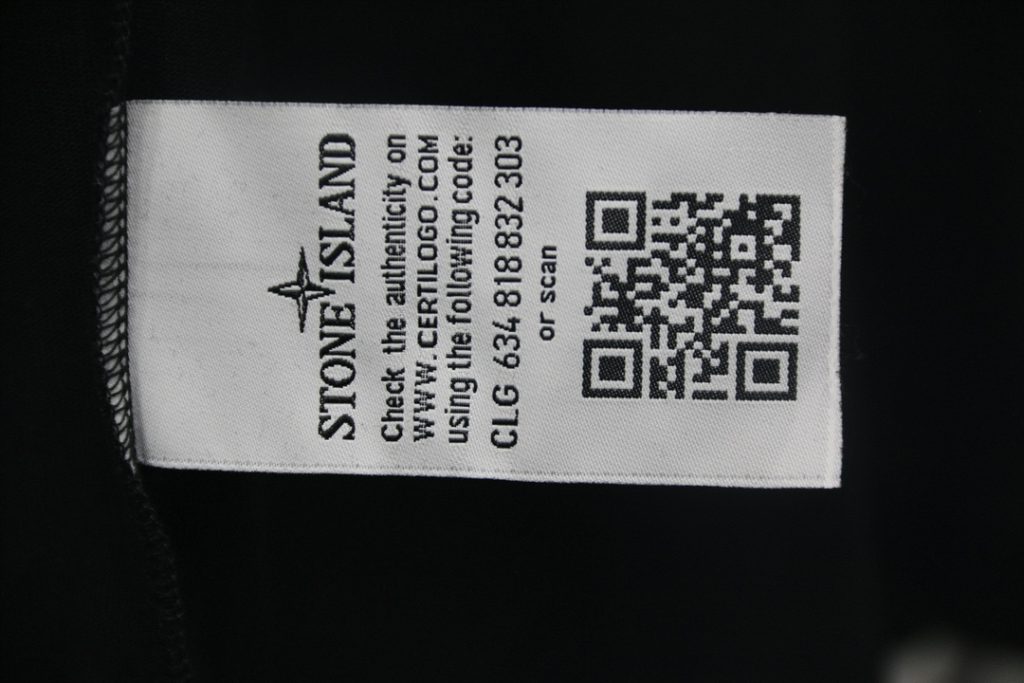 STONE ISLAND
Check the authenticity on
WWW.CERTILOGO.COM
using the following code:
CLG 634 818 832 303
or scan